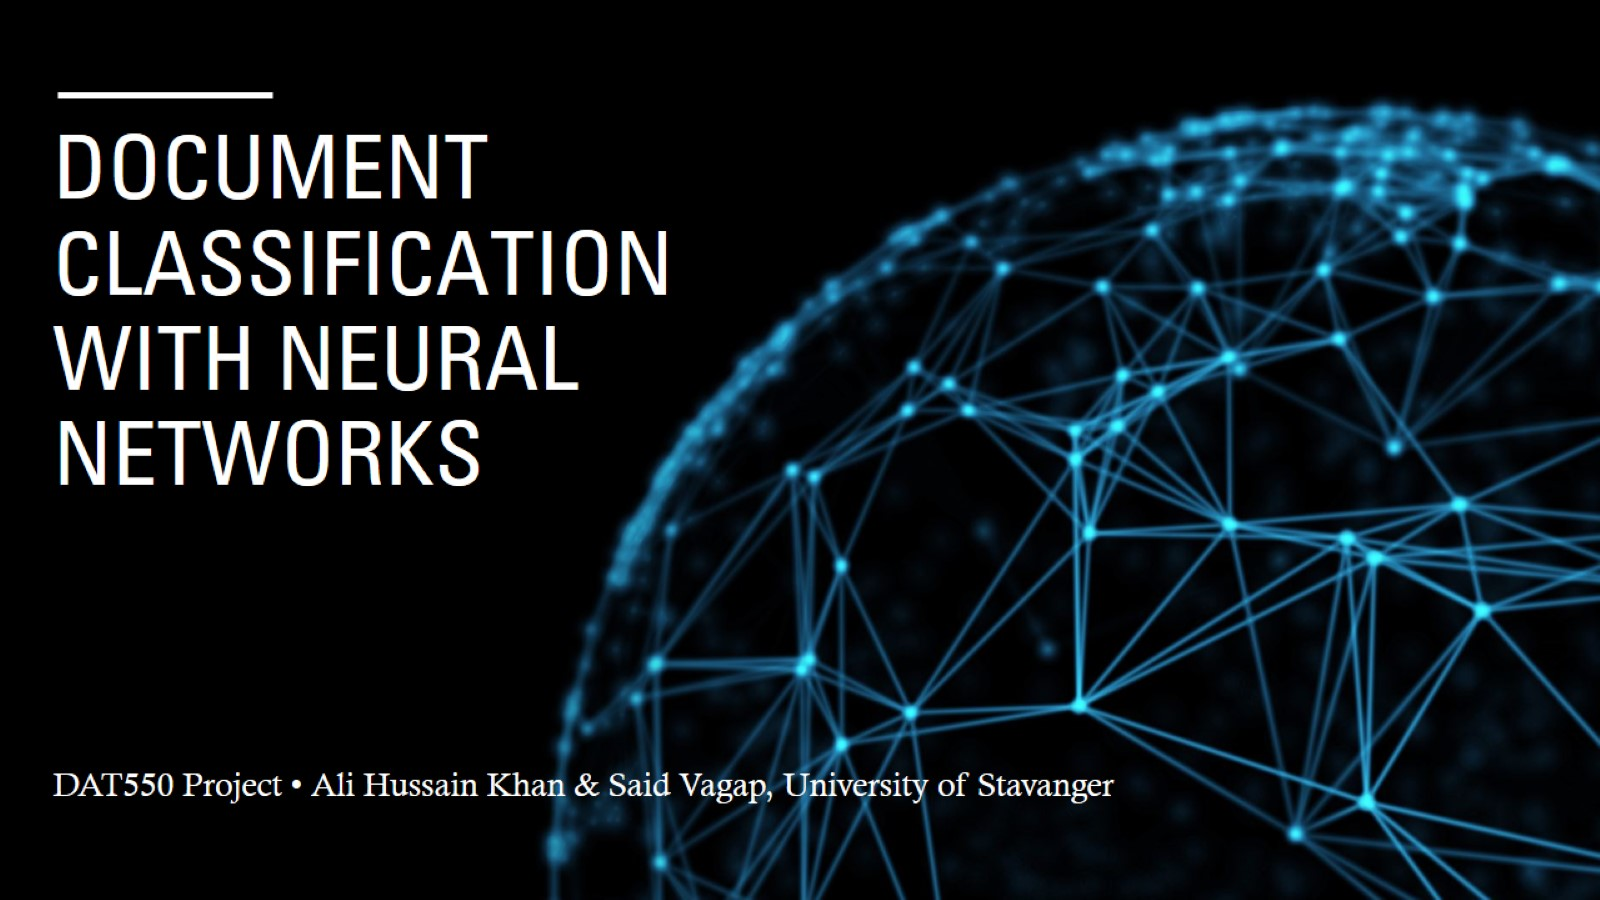 DOCUMENT
CLASSIFICATION
WITH NEURAL
NETWORKS
DAT550 Project • Ali Hussain Khan & Said Vagap, University of Stavanger